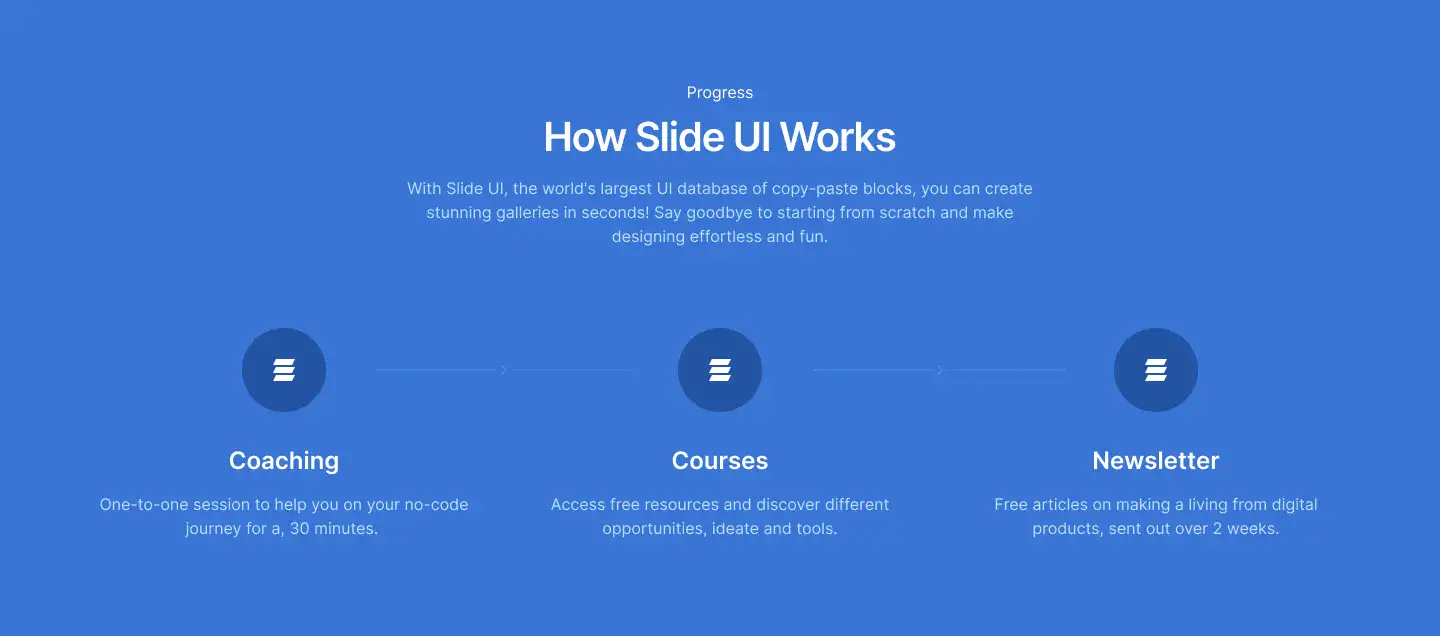 Progress
How Slide UI Works
With Slide UI, the world's largest UI database of copy-paste blocks, you can create
stunning galleries in seconds! Say goodbye to starting from scratch and make
designing effortless and fun.
Coaching
One-to-one session to help you on your no-code
journey for a, 30 minutes.
Courses
Access free resources and discover different
opportunities, ideate and tools.
Newsletter
Free articles on making a living from digital
products, sent out over 2 weeks.